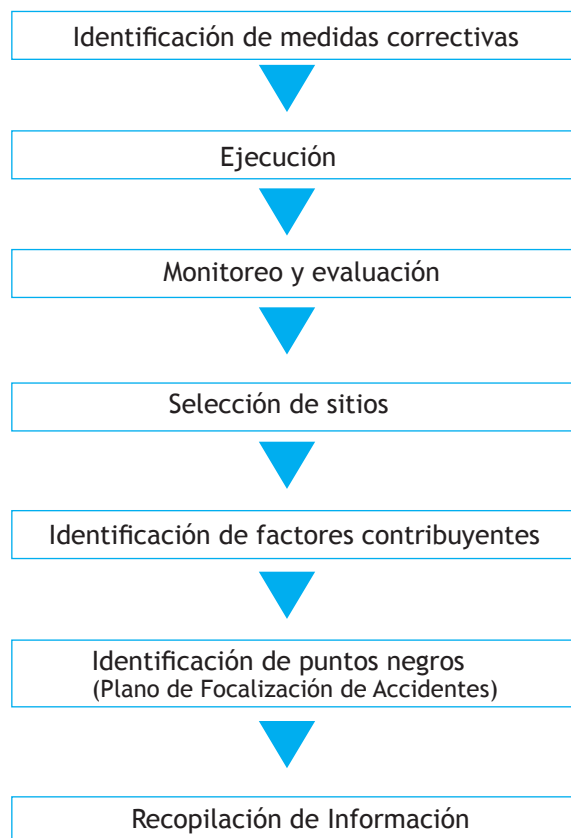 Identificación de medidas correctivas
Ejecución
Monitoreo y evaluación
Selección de sitios
Identificación de factores contribuyentes
Identificación de puntos negros
(Plano de Focalización de Accidentes)
Recopilación de Información